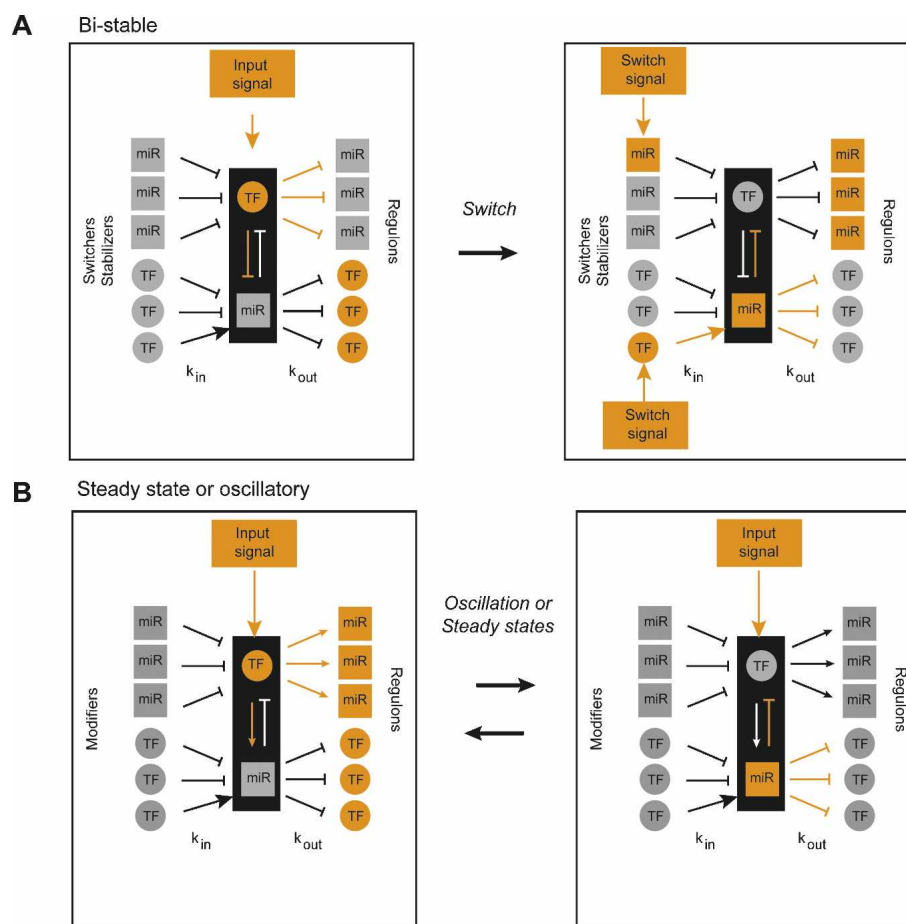 A
Bi-stable
Input
signal
miR
miR
miR
TF
TF
TF
Switchers
Stabilizers
TF
miR
miR
miR
miR
TF
TF
TF
Regulons
k in
k out
Switch
Switch
signal
miR
miR
miR
TF
TF
TF
Switchers
Stabilizers
TF
miR
miR
miR
miR
TF
TF
TF
Regulons
k in
k out
Switch
signal
B
Steady state or oscillatory
Input
signal
miR
miR
miR
TF
TF
TF
Modifiers
TF
miR
miR
miR
miR
TF
TF
TF
Regulons
k in
k out
Oscillation or
Steady states
Input
signal
miR
miR
miR
TF
TF
TF
Modifiers
TF
miR
miR
miR
miR
TF
TF
TF
Regulons
k in
k out